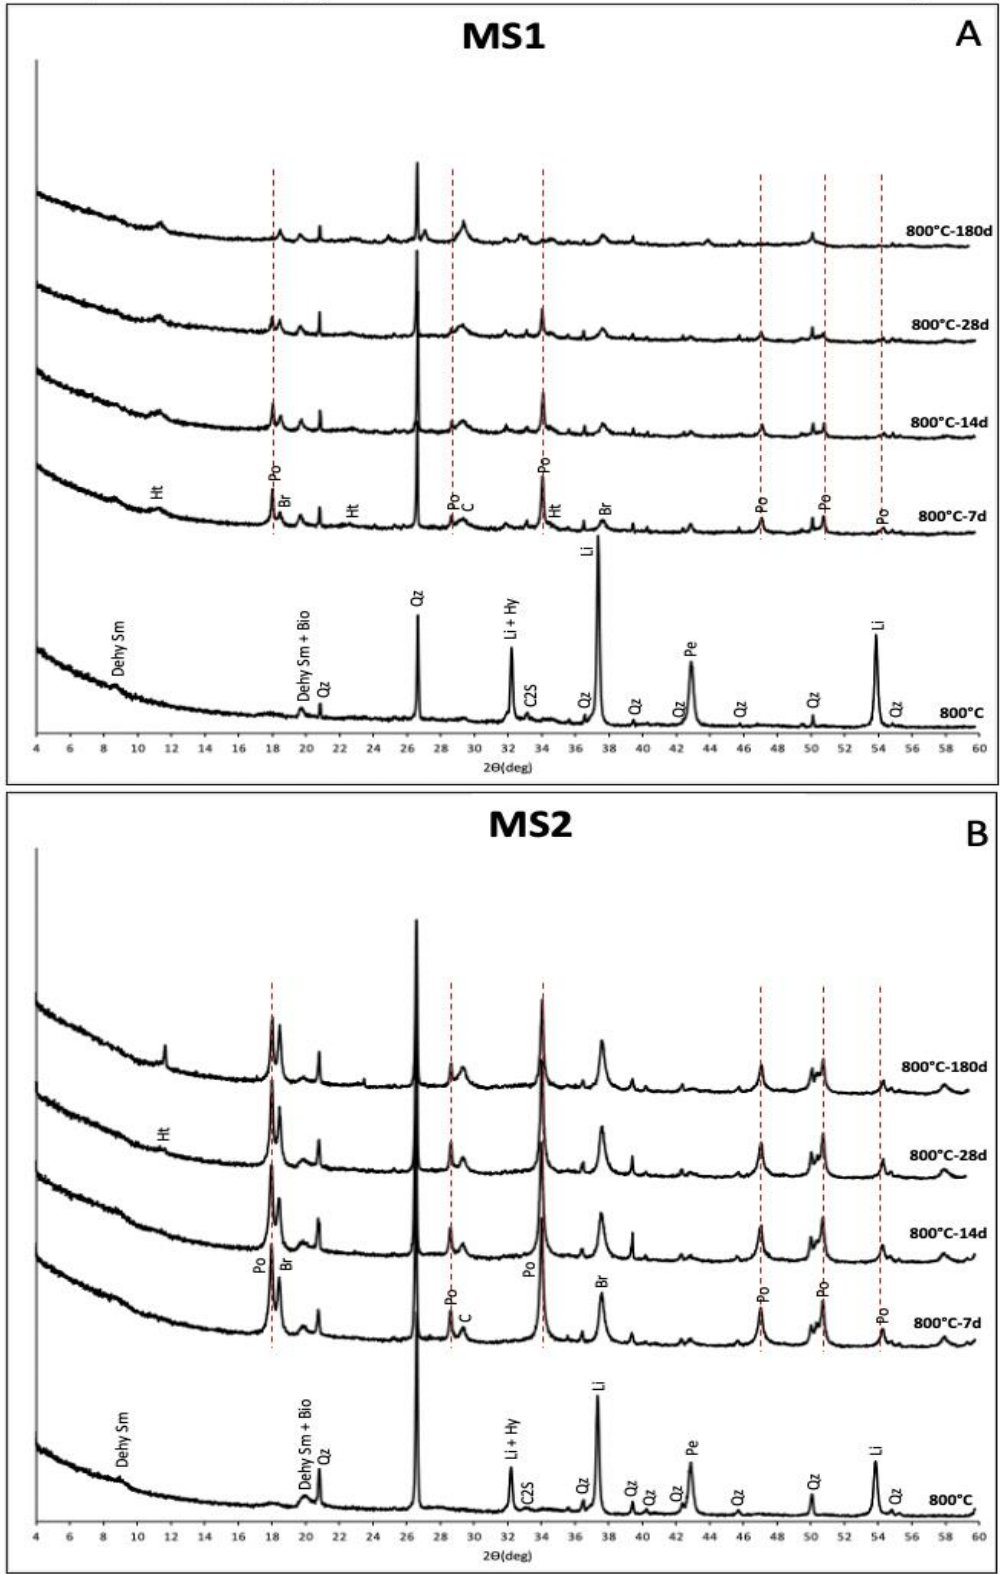 MS1
A
800°C-180d
800°C-28d
800°C-14d
Ht
Po
Br
Ht
Po
C
Po
Ht
Br
Po
Po
Po
800°C-7d
Dehy Sm
Dehy Sm + Bio
Qz
Qz
Li + Hy
C2S
Qz
Li
Qz
Qz
Pe
Qz
Qz
Li
Qz
800°C
4 6 8 10 12 14 16 18 20 22 24 26 28 30 32 34 36 38 40 42 44 46 48 50 52 54 56 58 60
2Θ(deg)
MS2
B
800°C-180d
Ht
800°C-28d
800°C-14d
Po
Br
Po
C
Po
Br
Po
Po
Po
800°C-7d
Dehy Sm
Dehy Sm + Bio
Qz
Li + Hy
C2S
Qz
Li
Qz
Qz
Qz
Pe
Qz
Qz
Li
Qz
800°C
4 6 8 10 12 14 16 18 20 22 24 26 28 30 32 34 36 38 40 42 44 46 48 50 52 54 56 58 60
2Θ(deg)